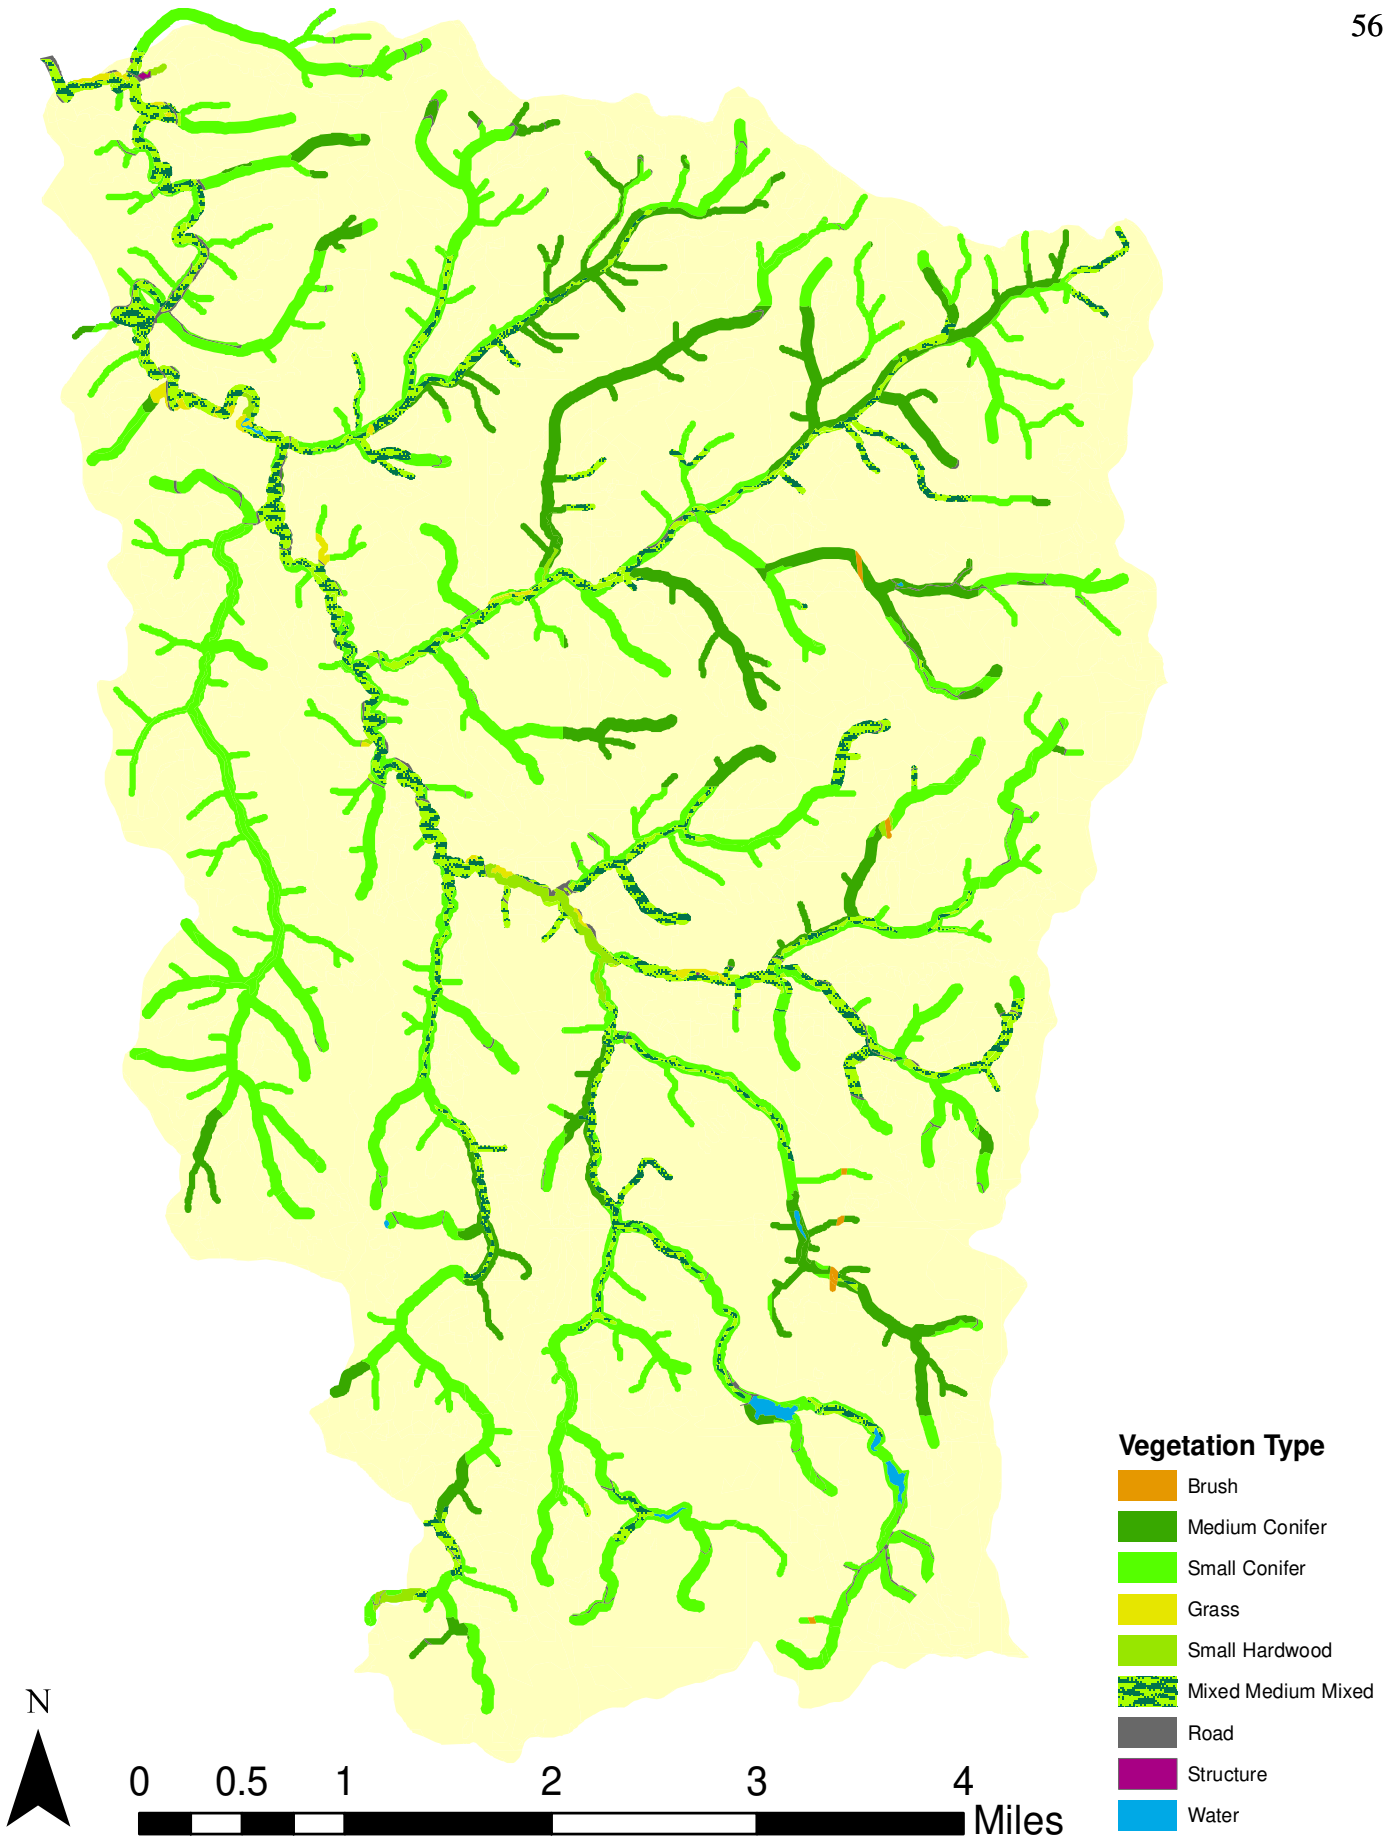 56
Vegetation Type
Brush
Medium Conifer
Small Conifer
Grass
Small Hardwood
Mixed Medium Mixed
Road
Structure
Water
N
0 0.5 1 2 3 4
Miles